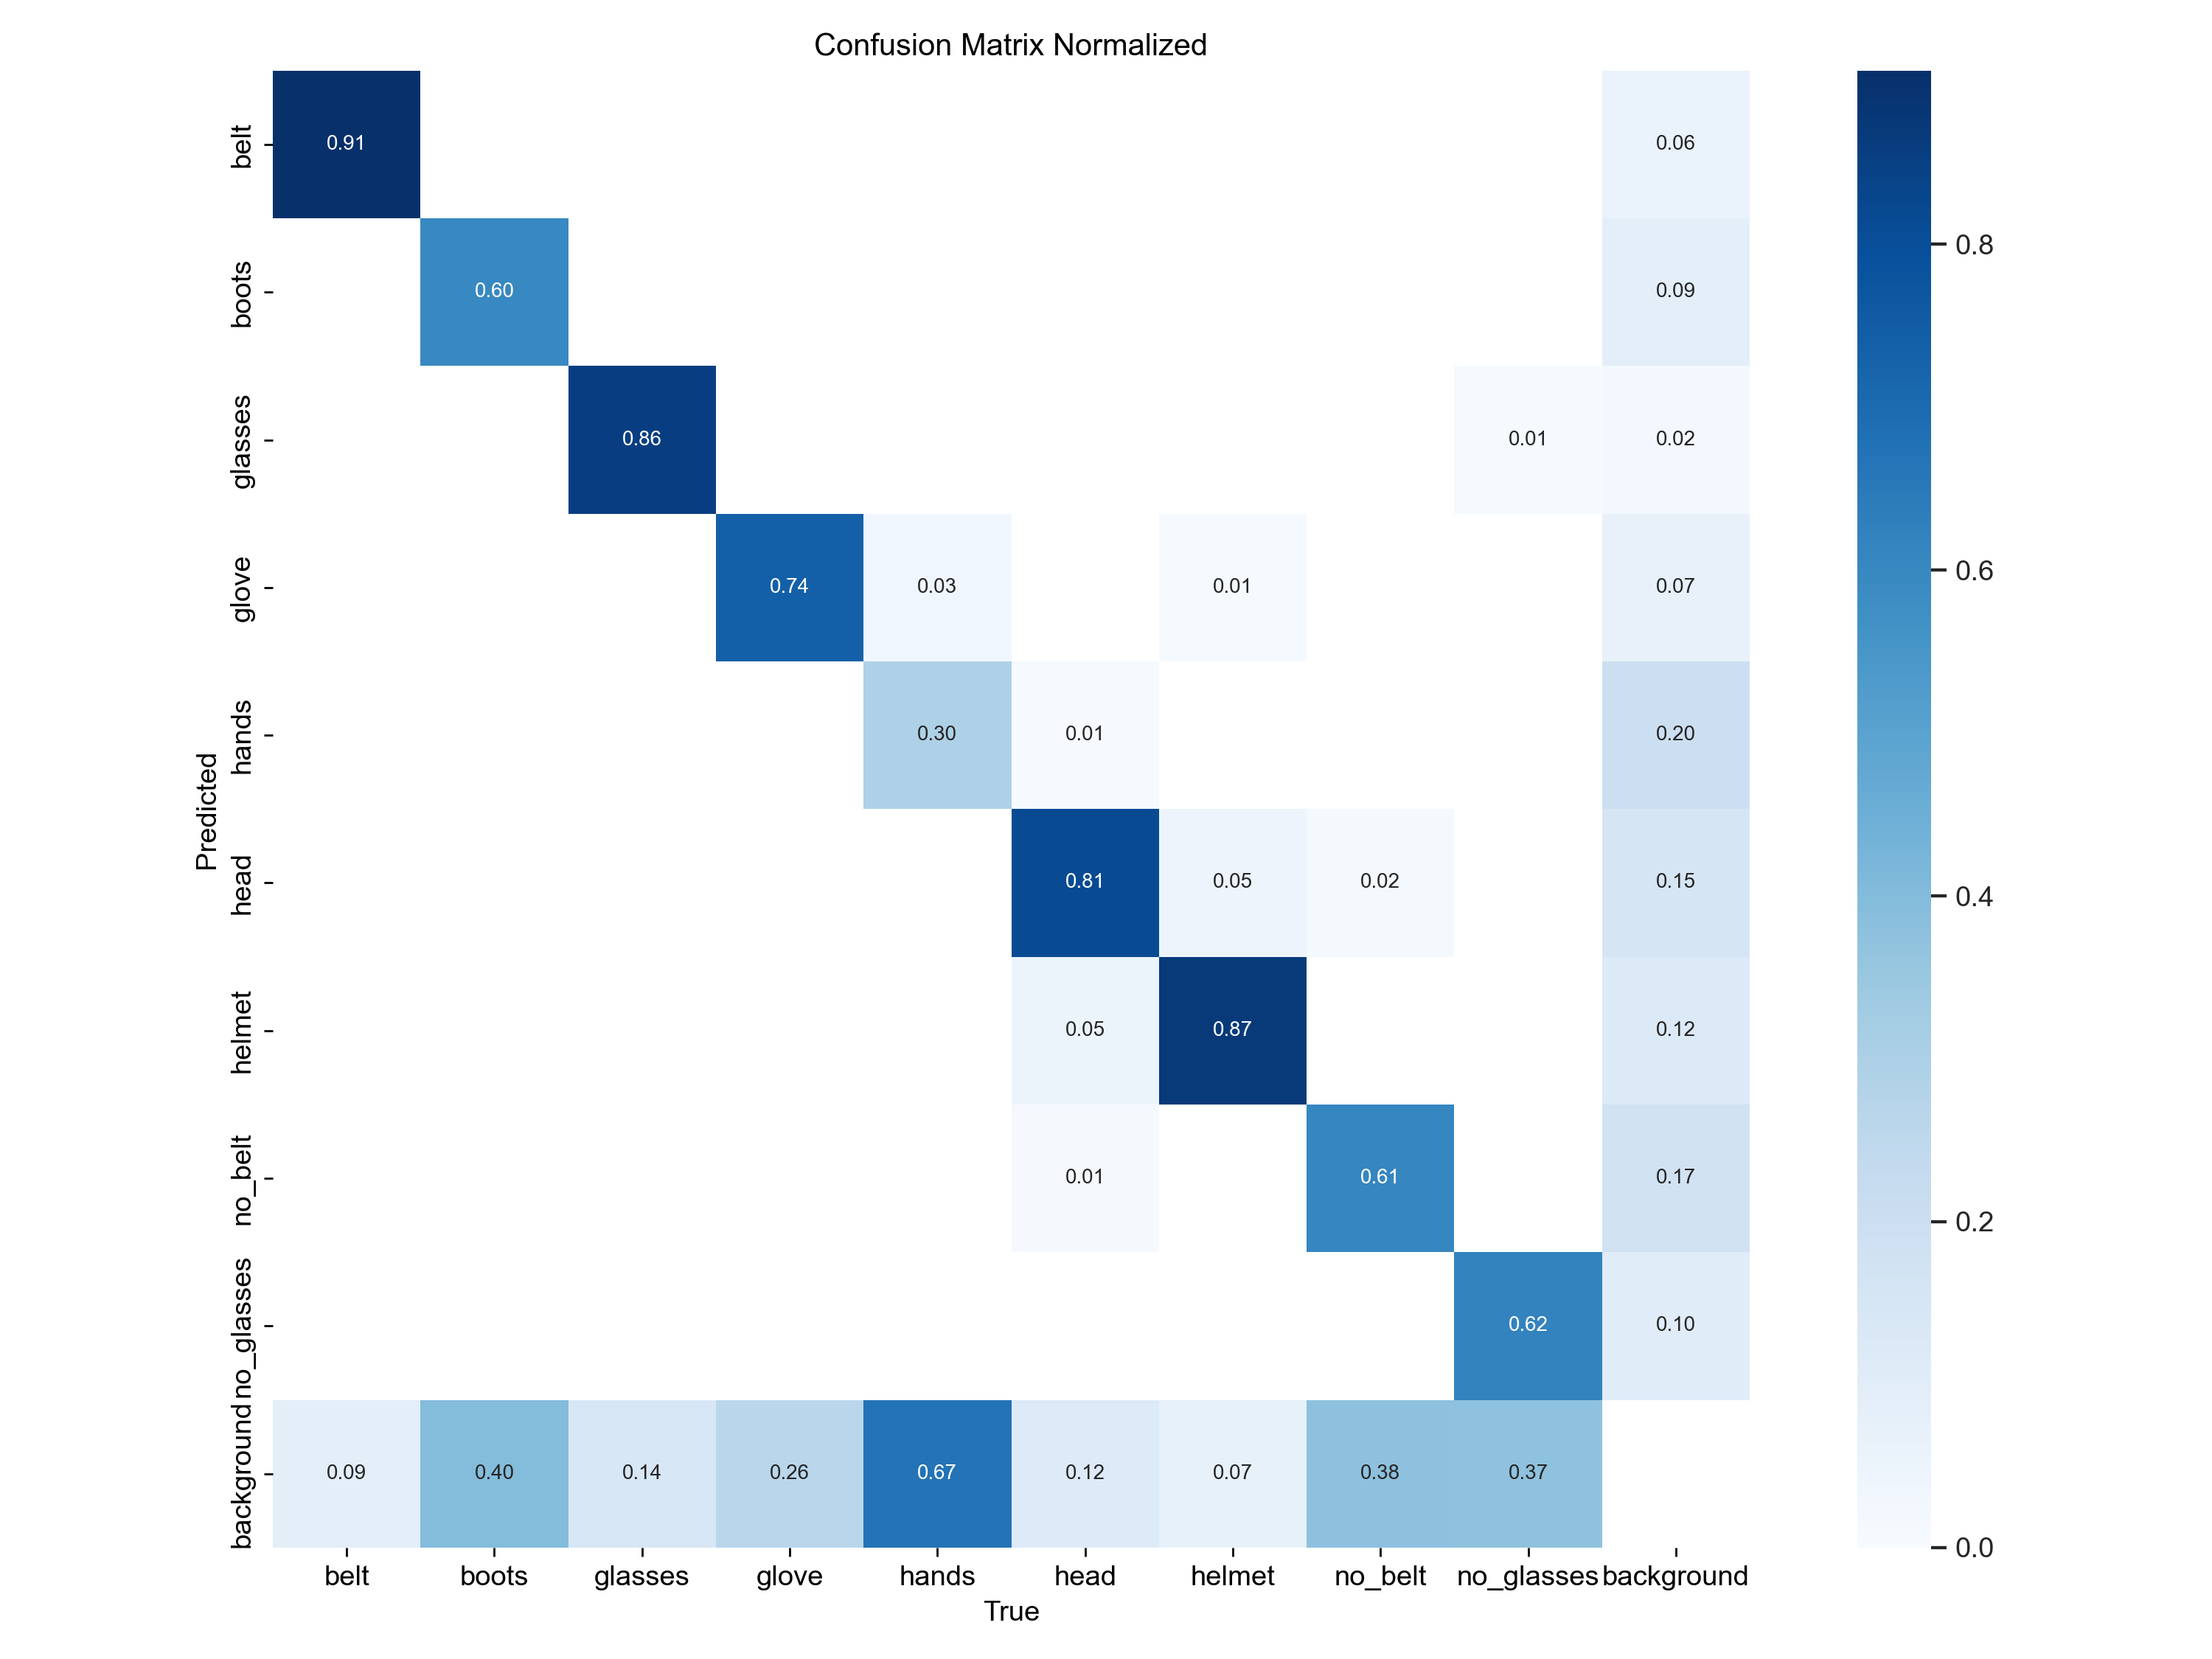 Confusion Matrix Normalized
belt 0.91 0.06
boots 0.60 0.09
0.8
glasses 0.86 0.01 0.02
glove 0.74 0.03 0.01 0.07
0.6
hands 0.30 0.01 0.20
Predicted
head 0.81 0.05 0.02 0.15
0.4
helmet 0.05 0.87 0.12
no_belt 0.01 0.61 0.17
0.2
no_glasses 0.62 0.10
background 0.09 0.40 0.14 0.26 0.67 0.12 0.07 0.38 0.37
0.0
belt boots glasses glove hands head helmet no_belt no_glasses background
True